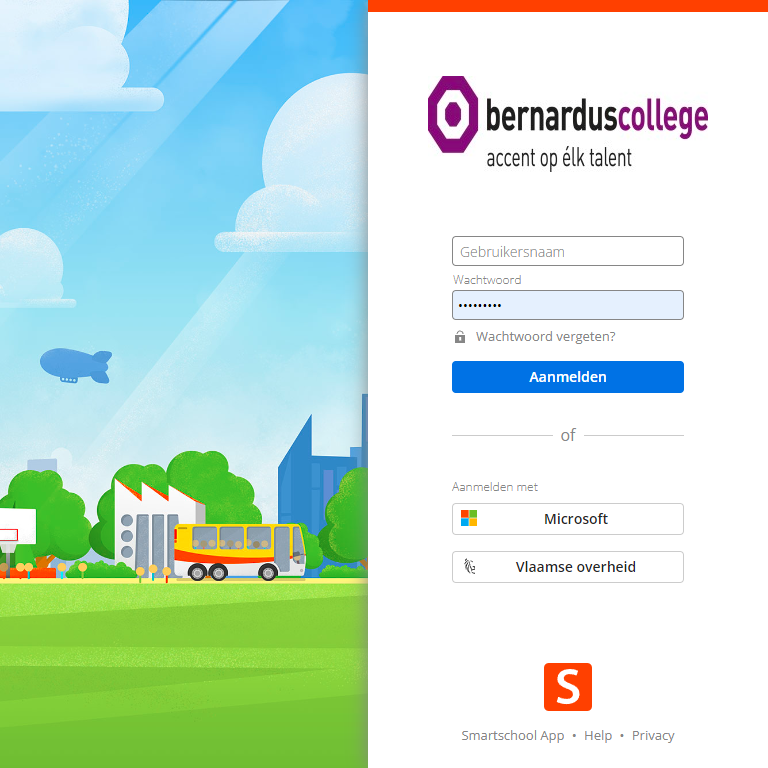 bernarduscollege
accent op élk talent
Gebruikersnaam
Wachtwoord
•••••••••
Wachtwoord vergeten?
Aanmelden
of
Aanmelden met
Microsoft
Vlaamse overheid
S
Smartschool App • Help • Privacy